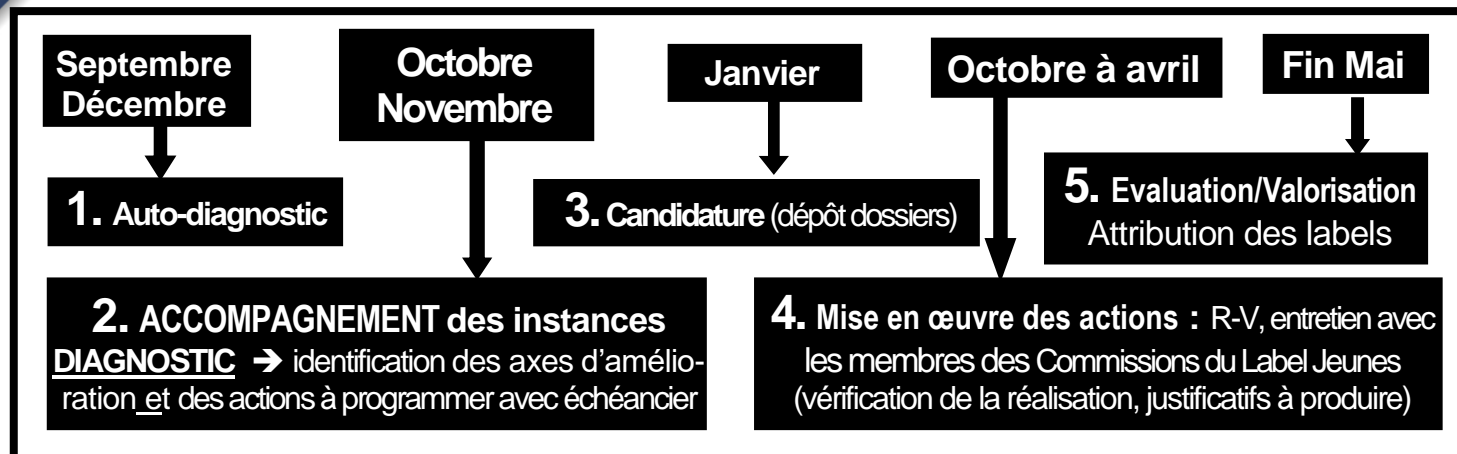 Septembre
Décembre
Octobre
Novembre
Janvier
Octobre à avril
Fin Mai
1. Auto-diagnostic
3. Candidature (dépôt dossiers)
5. Evaluation/Valorisation
Attribution des labels
2. ACCOMPAGNEMENT des instances
DIAGNOSTIC ➔ identification des axes d’amélio-
ration et des actions à programmer avec échéancier
4. Mise en œuvre des actions : R-V, entretien avec
les membres des Commissions du Label Jeunes
(vérification de la réalisation, justificatifs à produire)